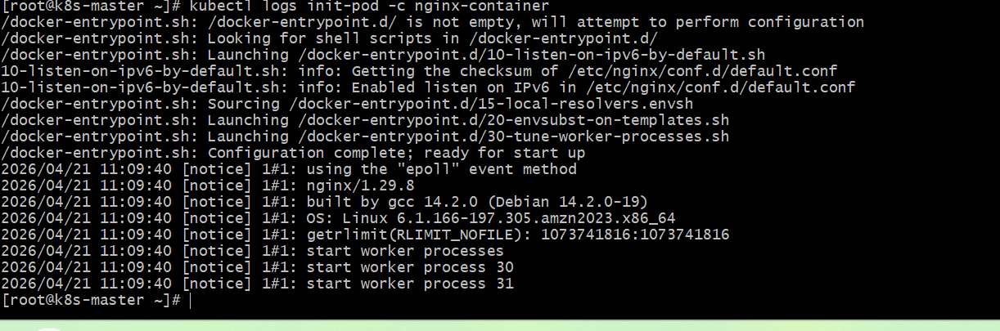 [root@k8s-master ~]# kubectl logs init-pod -c nginx-container
/docker-entrypoint.sh: /docker-entrypoint.d/ is not empty, will attempt to perform configuration
/docker-entrypoint.sh: Looking for shell scripts in /docker-entrypoint.d/
/docker-entrypoint.sh: Launching /docker-entrypoint.d/10-listen-on-ipv6-by-default.sh
10-listen-on-ipv6-by-default.sh: info: Getting the checksum of /etc/nginx/conf.d/default.conf
10-listen-on-ipv6-by-default.sh: info: Enabled listen on IPv6 in /etc/nginx/conf.d/default.conf
/docker-entrypoint.sh: Sourcing /docker-entrypoint.d/15-local-resolvers.envsh
/docker-entrypoint.sh: Launching /docker-entrypoint.d/20-envsubst-on-templates.sh
/docker-entrypoint.sh: Launching /docker-entrypoint.d/30-tune-worker-processes.sh
/docker-entrypoint.sh: Configuration complete; ready for start up
2026/04/21 11:09:40 [notice] 1#1: using the "epoll" event method
2026/04/21 11:09:40 [notice] 1#1: nginx/1.29.8
2026/04/21 11:09:40 [notice] 1#1: built by gcc 14.2.0 (Debian 14.2.0-19)
2026/04/21 11:09:40 [notice] 1#1: OS: Linux 6.1.166-197.305.amzn2023.x86_64
2026/04/21 11:09:40 [notice] 1#1: getrlimit(RLIMIT_NOFILE): 1073741816:1073741816
2026/04/21 11:09:40 [notice] 1#1: start worker processes
2026/04/21 11:09:40 [notice] 1#1: start worker process 30
2026/04/21 11:09:40 [notice] 1#1: start worker process 31
[root@k8s-master ~]#